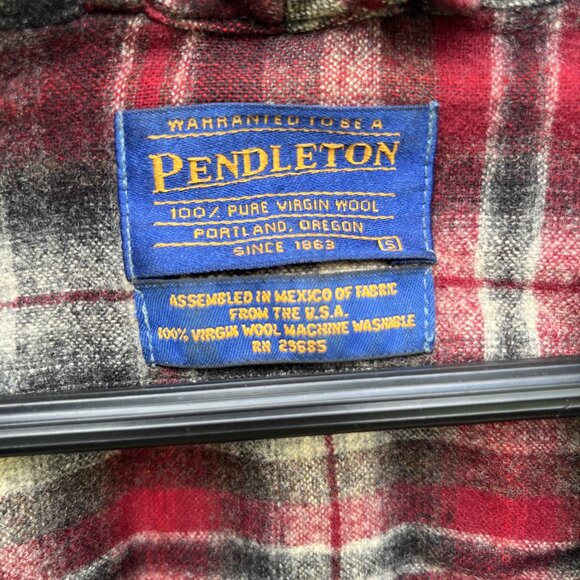 WARRANTED TO BE A
PENDLETON
100% PURE VIRGIN WOOL
PORTLAND, OREGON
SINCE 1863 S
ASSEMBLED IN MEXICO OF FABRIC
FROM THE U.S.A.
100% VIRGIN WOOL MACHINE WASHABLE
RN 29685